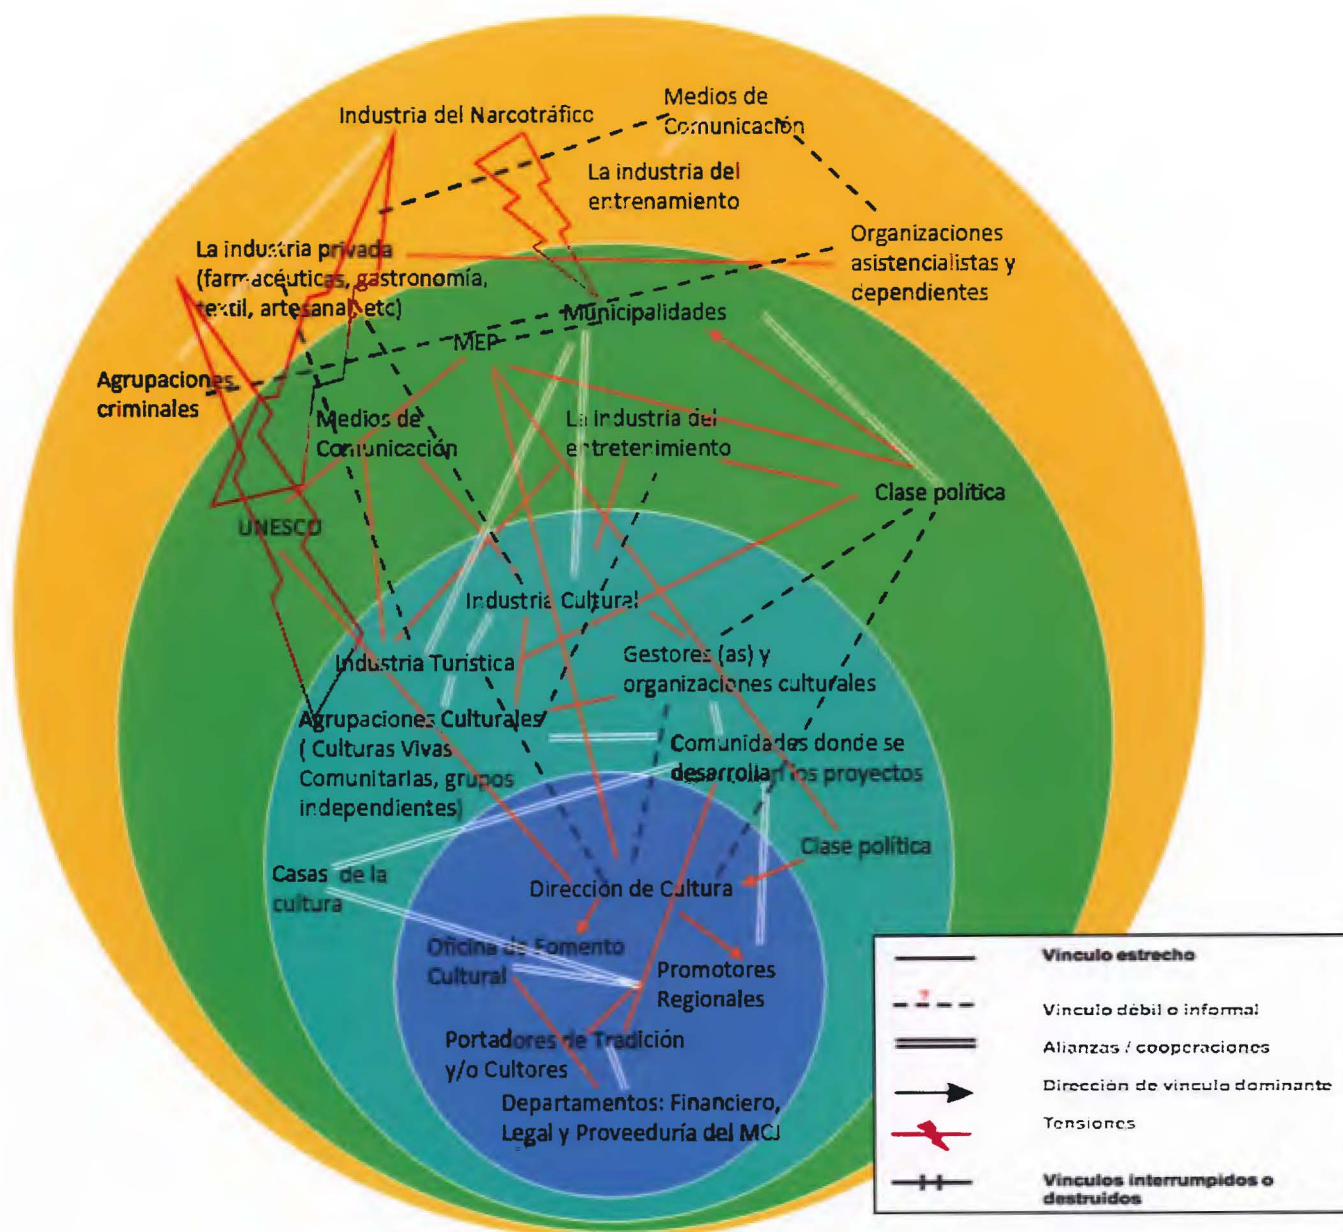 Industria del Narcotráfico
Medios de
Comunicación
La industria del
entrenamiento
Organizaciones
asistencialistas y
dependientes
La industria privada
(farmacéuticas, gastronomía,
textil, artesanal, etc)
Municipalidades
MEP
Agrupaciones
criminales
Medios de
Comunicación
La industria del
entretenimiento
Clase política
UNESCO
Industria Cultural
Industria Turística
Gestores (as) y
organizaciones culturales
Agrupaciones Culturales
( Culturas Vivas
Comunitarias, grupos
independientes)
Comunidades donde se
desarrollan los proyectos
Clase política
Casas de la
cultura
Dirección de Cultura
Oficina de Fomento
Cultural
Promotores
Regionales
Portadores de Tradición
y/o Cultores
Departamentos: Financiero,
Legal y Proveeduría del MCJ
Vinculo estrecho
?
Vinculo débil o informal
Alianzas / cooperaciones
Dirección de vinculo dominante
Tensiones
Vinculos interrumpidos o
destruidos